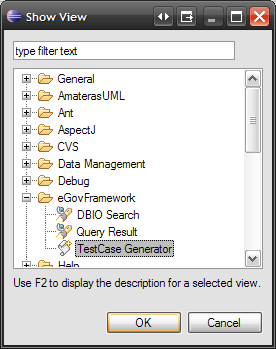 Show View
type filter text
General
AmaterasUML
Ant
AspectJ
CVS
Data Management
Debug
eGovFramework
DBIO Search
Query Result
TestCase Generator
Help
Use F2 to display the description for a selected view.
OK
Cancel